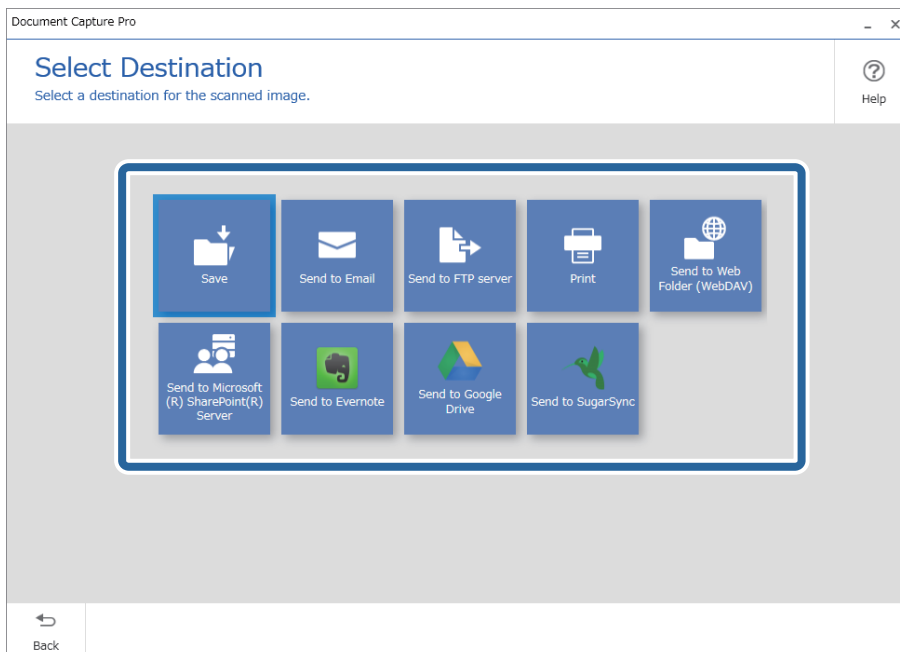 Document Capture Pro
Select Destination
Select a destination for the scanned image.
Help
Save
Send to Email
Send to FTP server
Print
Send to Web
Folder (WebDAV)
Send to Microsoft
(R) SharePoint(R)
Server
Send to Evernote
Send to Google
Drive
Send to SugarSync
Back